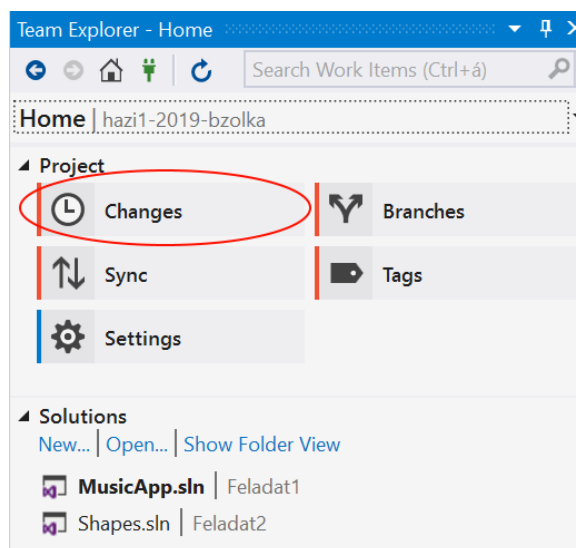 Team Explorer - Home
Search Work Items (Ctrl+á)
Home | hazi1-2019-bzolka
Project
Changes
Branches
Sync
Tags
Settings
Solutions
New... | Open... | Show Folder View
MusicApp.sln | Feladat1
Shapes.sln | Feladat2